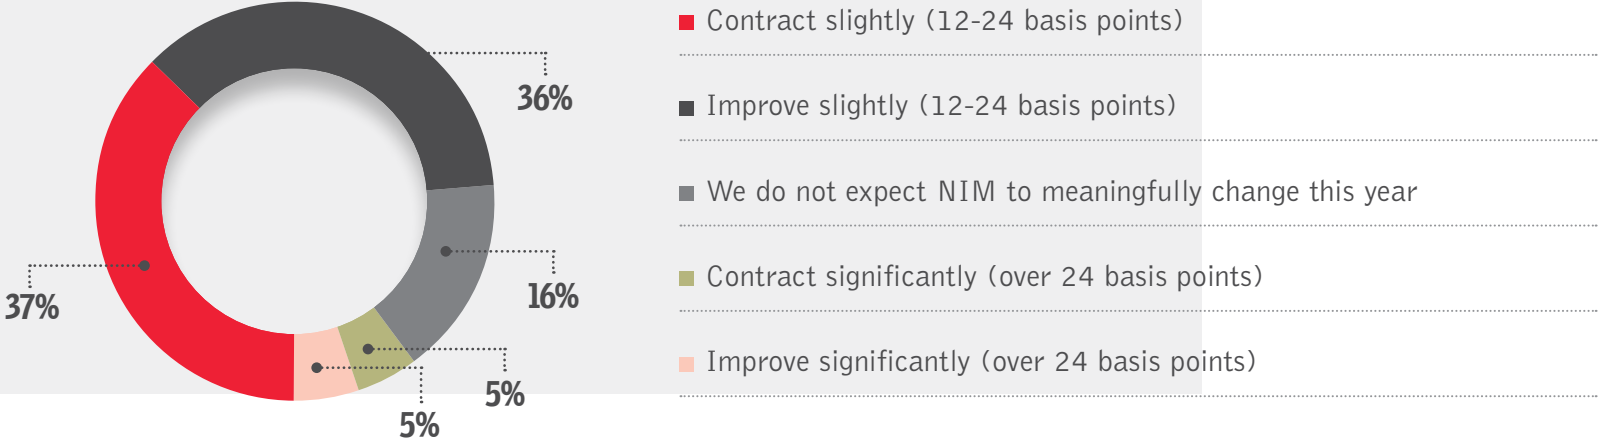 Contract slightly (12-24 basis points)
36%
Improve slightly (12-24 basis points)
We do not expect NIM to meaningfully change this year
37%
16%
Contract significantly (over 24 basis points)
5%
5%
Improve significantly (over 24 basis points)